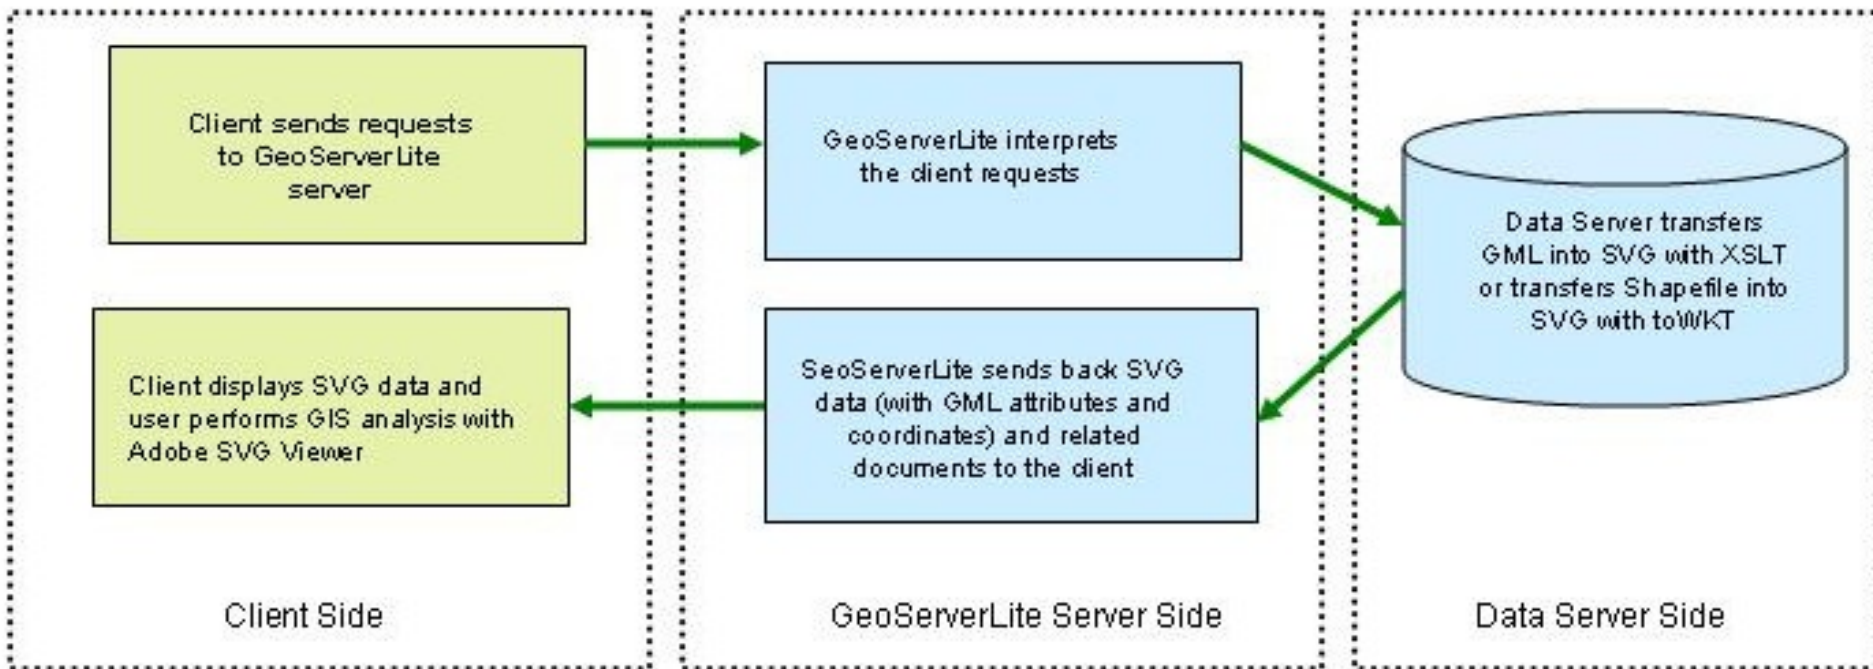 Client sends requests
to GeoServerLite
server
GeoServerLite interprets
the client requests
Data Server transfers
GML into SVG with XSLT
or transfers Shapefile into
SVG with toWKT
SeoServerLite sends back SVG
data (with GML attributes and
coordinates) and related
documents to the client
Client displays SVG data and
user performs GIS analysis with
Adobe SVG Viewer
Client Side
GeoServerLite Server Side
Data Server Side